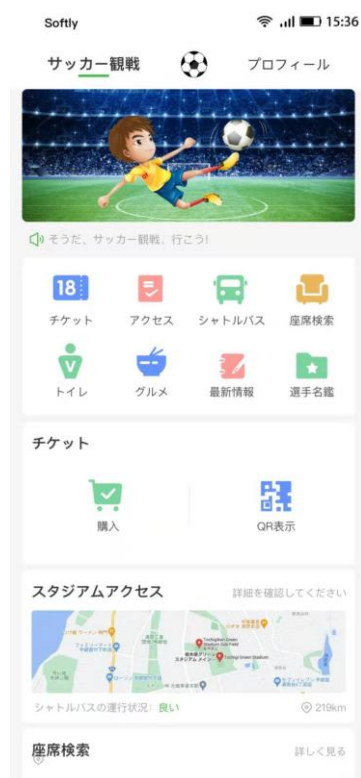 Softly 15:36
サッカー観戦 プロフィール
そうだ、サッカー観戦、行こう!
18
チケット アクセス シャトルバス 座席検索
トイレ グルメ 最新情報 選手名鑑
チケット
購入 QR表示
スタジアムアクセス 詳細を確認してください
シャトルバスの運行状況: 良い 219km
座席検索 詳しく見る